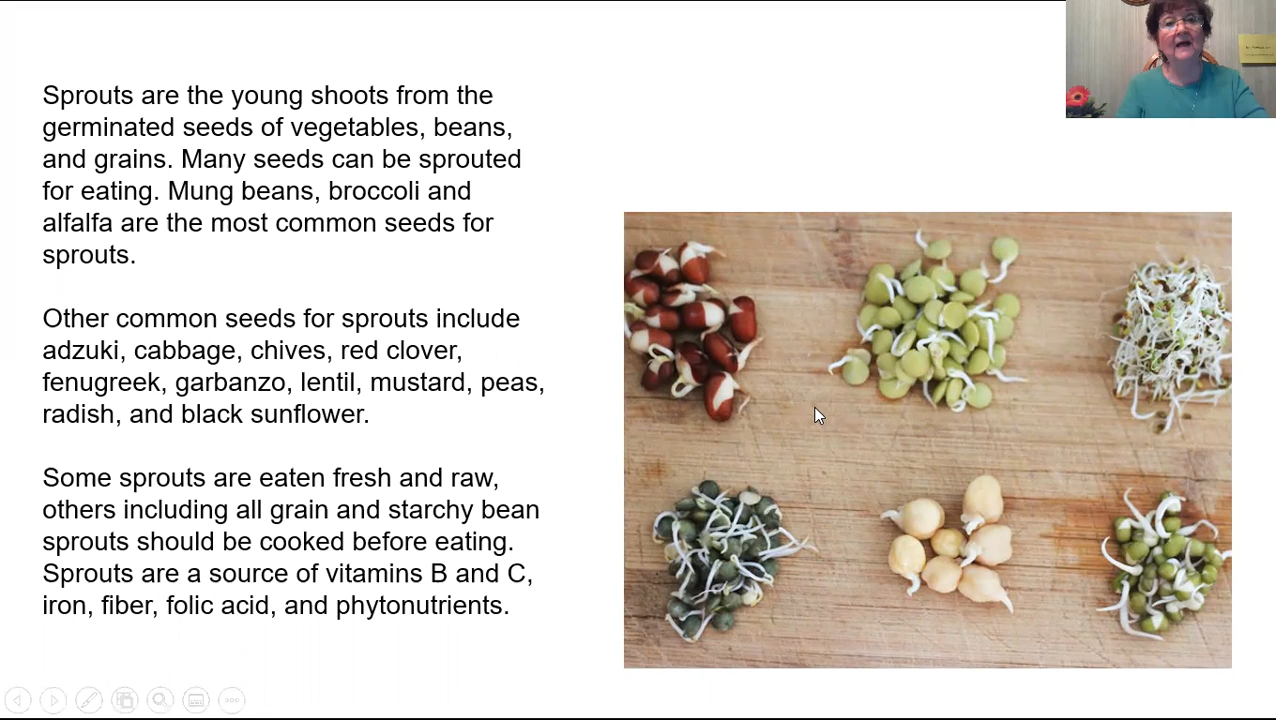 Sprouts are the young shoots from the
germinated seeds of vegetables, beans,
and grains. Many seeds can be sprouted
for eating. Mung beans, broccoli and
alfalfa are the most common seeds for
sprouts.
Other common seeds for sprouts include
adzuki, cabbage, chives, red clover,
fenugreek, garbanzo, lentil, mustard, peas,
radish, and black sunflower.
Some sprouts are eaten fresh and raw,
others including all grain and starchy bean
sprouts should be cooked before eating.
Sprouts are a source of vitamins B and C,
iron, fiber, folic acid, and phytonutrients.